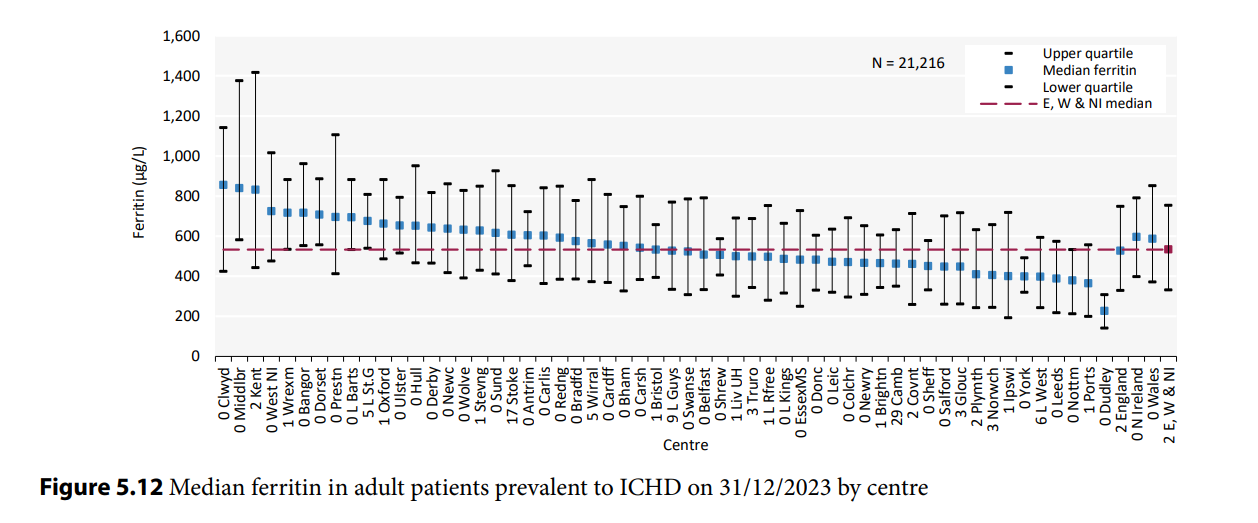 1,600
1,400
1,200
1,000
800
600
400
200
0
Ferritin (µg/L)
N = 21,216
Upper quartile
Median ferritin
Lower quartile
E, W & NI median
0 Clwyd
0 Middlbr
2 Kent
0 West NI
1 Wrexm
0 Bangor
0 Dorset
0 Prestn
0 L Barts
5 L St.G
1 Oxford
0 Ulster
0 Hull
0 Derby
0 Newc
0 Wolve
1 Stevng
0 Sund
17 Stoke
0 Antrim
0 Carlis
0 Redng
0 Bradfd
5 Wirral
0 Cardff
0 Bham
0 Carsh
1 Bristol
9 L Guys
0 Swanse
0 Belfast
0 Shrew
1 Liv UH
3 Truro
1 L Rfree
0 L Kings
0 EssexMS
0 Donc
0 Leic
0 Colchr
0 Newry
1 Brightn
29 Camb
2 Covnt
0 Sheff
0 Salford
3 Glouc
2 Plymth
3 Norwch
1 Ipswi
0 York
6 L West
0 Leeds
0 Nottm
1 Ports
0 Dudley
2 England
0 N Ireland
0 Wales
2 E, W & NI
Centre
Figure 5.12 Median ferritin in adult patients prevalent to ICHD on 31/12/2023 by centre